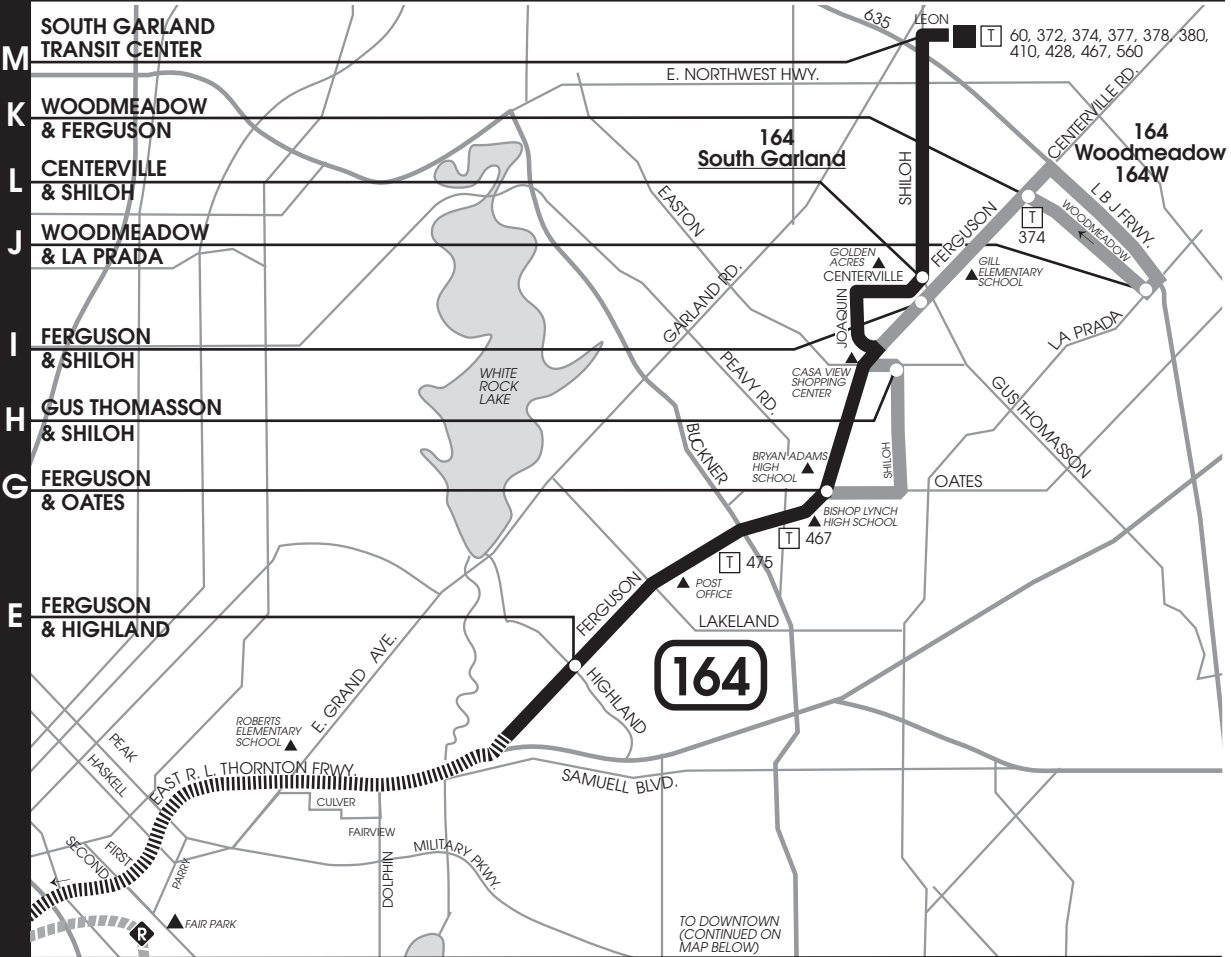 M
SOUTH GARLAND
TRANSIT CENTER
K
WOODMEADOW
& FERGUSON
L
CENTERVILLE
& SHILOH
J
WOODMEADOW
& LA PRADA
I
FERGUSON
& SHILOH
H
GUS THOMASSON
& SHILOH
G
FERGUSON
& OATES
E
FERGUSON
& HIGHLAND
635
LEON
T 60, 372, 374, 377, 378, 380,
410, 428, 467, 560
E. NORTHWEST HWY.
CENTERVILLE RD.
164
South Garland
164
Woodmeadow
164W
SHILOH
EASTON
FERGUSON
L B J FRWY.
WOODMEADOW
T
374
GOLDEN
ACRES
CENTERVILLE
GILL
ELEMENTARY
SCHOOL
GARLAND RD.
JOAQUIN
LA PRADA
WHITE
ROCK
LAKE
PEAVY RD.
CASA VIEW
SHOPPING
CENTER
GUS THOMASSON
BUCKNER
BRYAN ADAMS
HIGH
SCHOOL
SHILOH
OATES
BISHOP LYNCH
HIGH SCHOOL
T 467
T 475
POST
OFFICE
FERGUSON
LAKELAND
164
HIGHLAND
E. GRAND AVE.
ROBERTS
ELEMENTARY
SCHOOL
PEAK
HASKELL
EAST R. L. THORNTON FRWY.
SAMUELL BLVD.
CULVER
FAIRVIEW
FIRST
SECOND
PARRY
DOLPHIN
MILITARY PKWY.
FAIR PARK
R
TO DOWNTOWN
(CONTINUED ON
MAP BELOW)